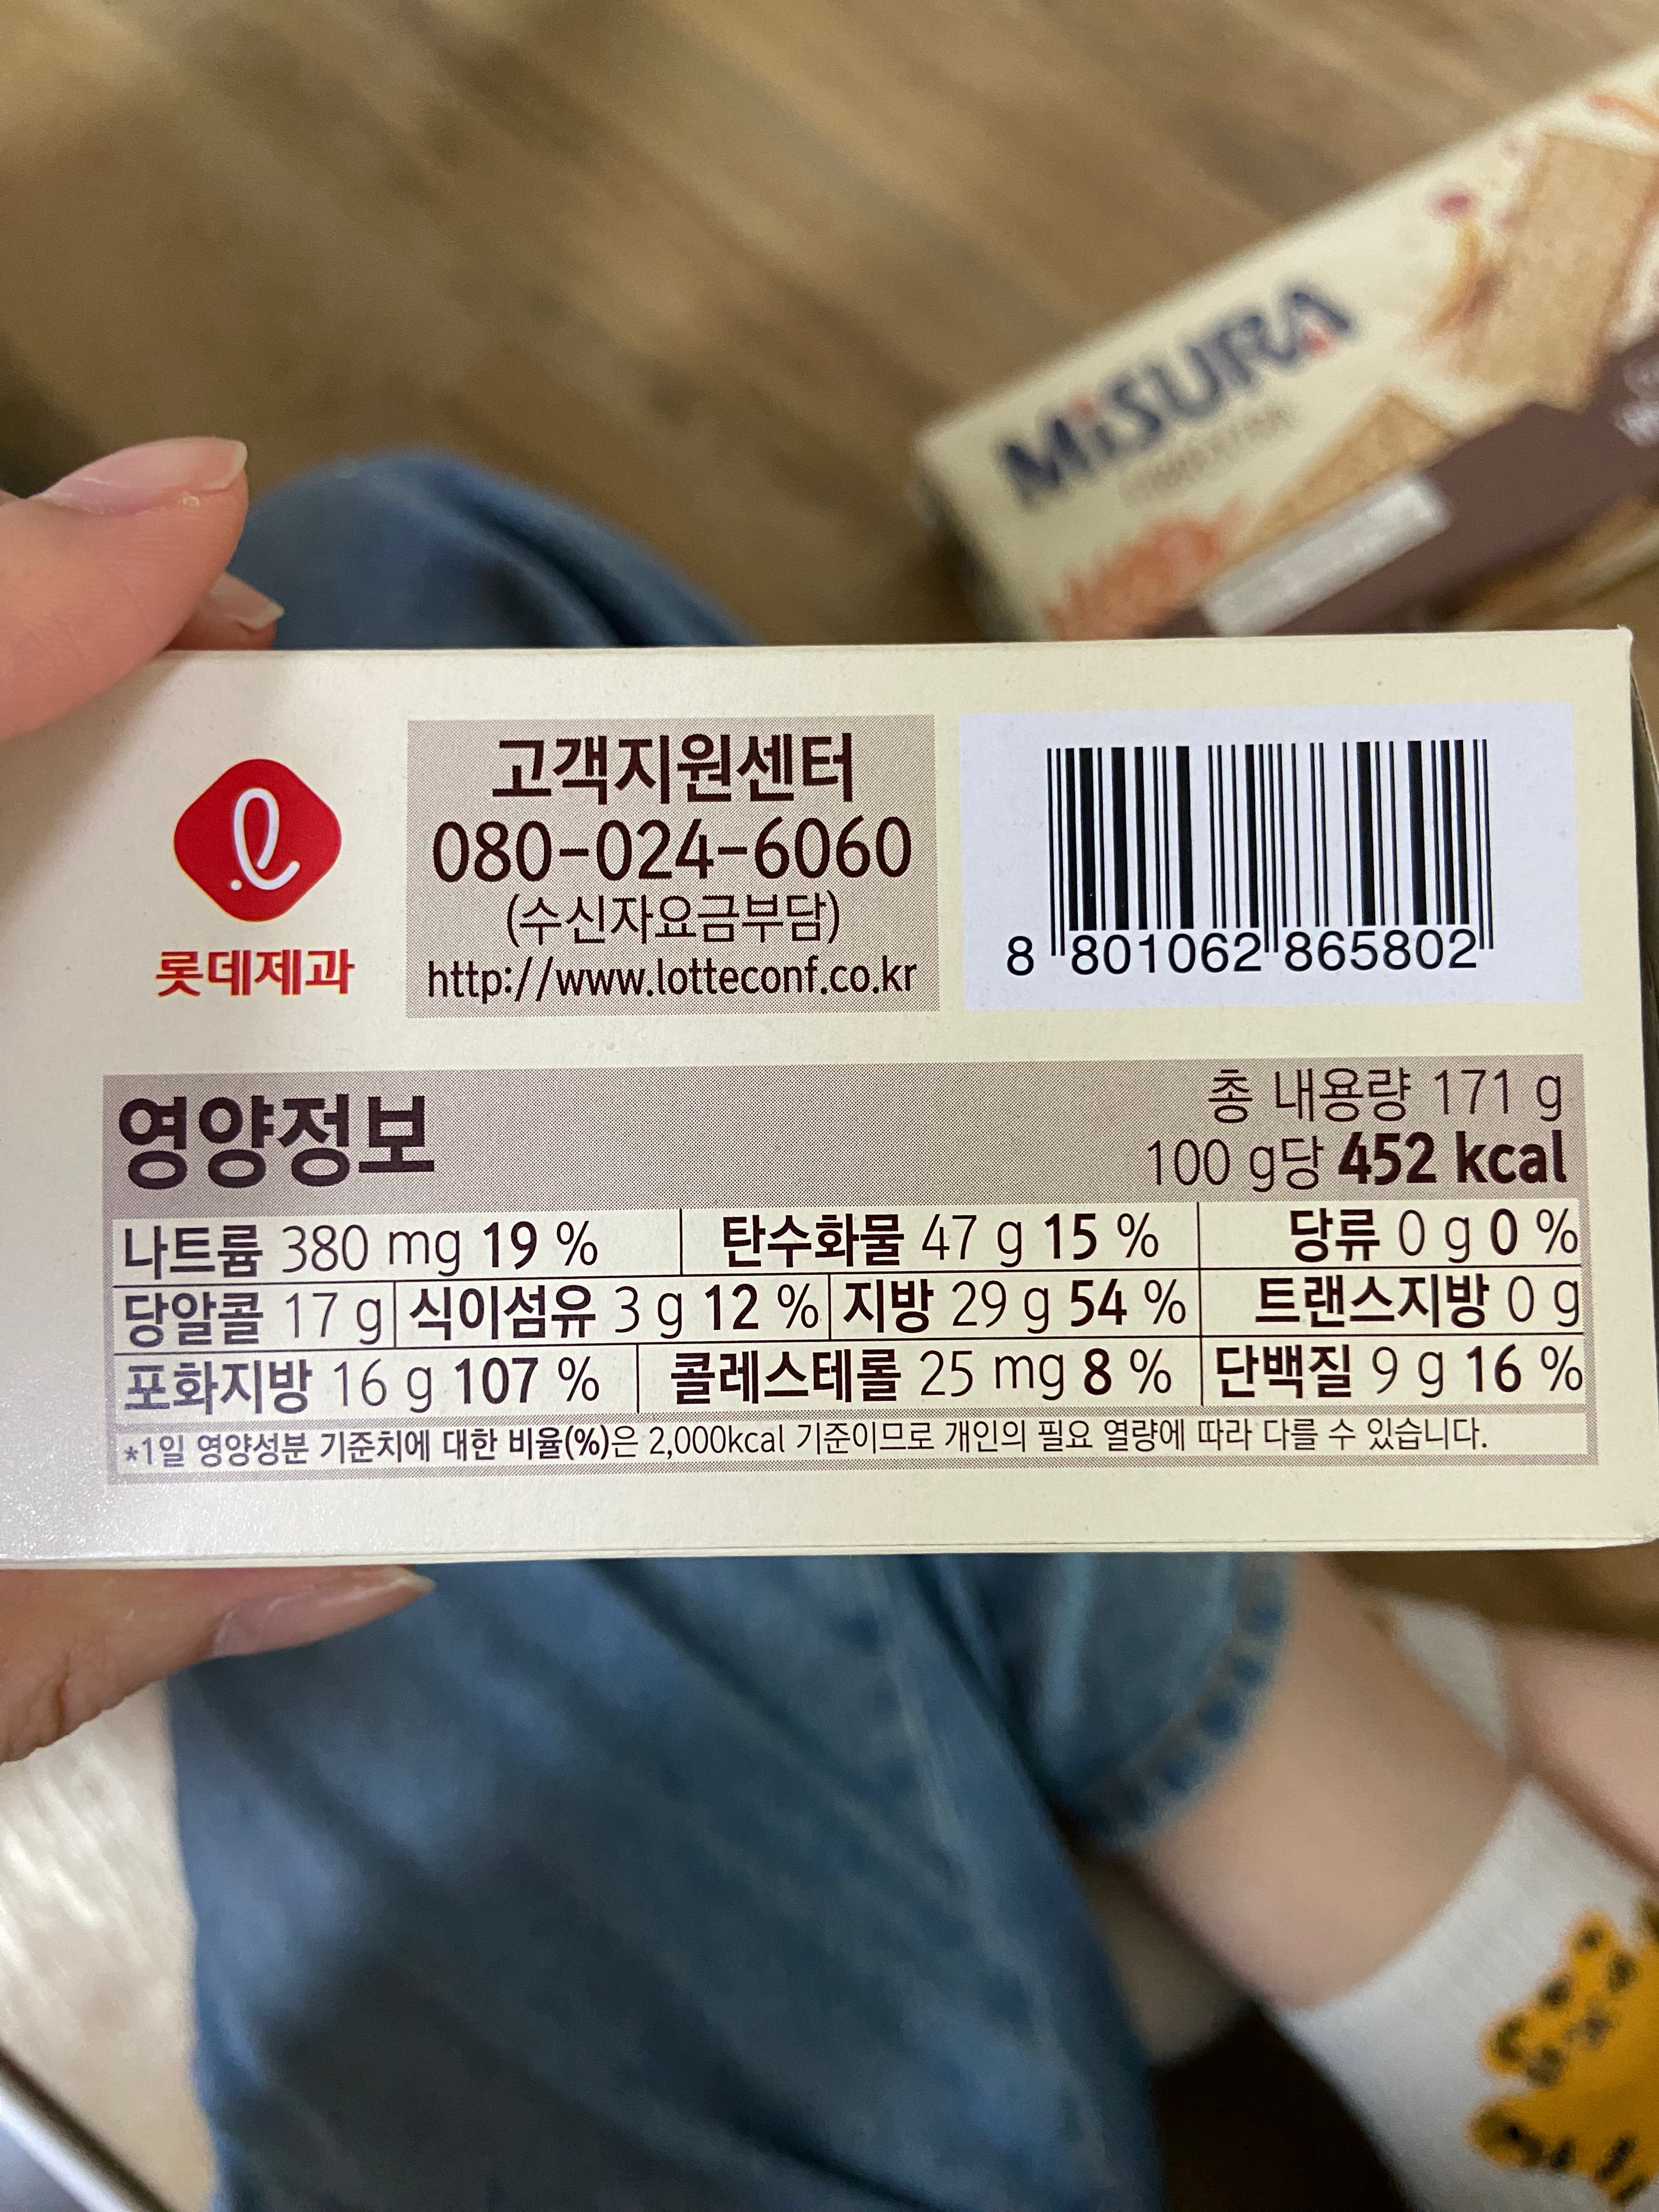 MiSURA
롯데제과
고객지원센터
080-024-6060
(수신자요금부담)
http://www.lotteconf.co.kr
8 801062 865802
영양정보
총 내용량 171 g
100 g당 452 kcal
나트륨 380 mg 19 % 탄수화물 47 g 15 % 당류 0 g 0 %
당알콜 17 g 식이섬유 3 g 12 % 지방 29 g 54 % 트랜스지방 0 g
포화지방 16 g 107 % 콜레스테롤 25 mg 8 % 단백질 9 g 16 %
*1일 영양성분 기준치에 대한 비율(%)은 2,000kcal 기준이므로 개인의 필요 열량에 따라 다를 수 있습니다.